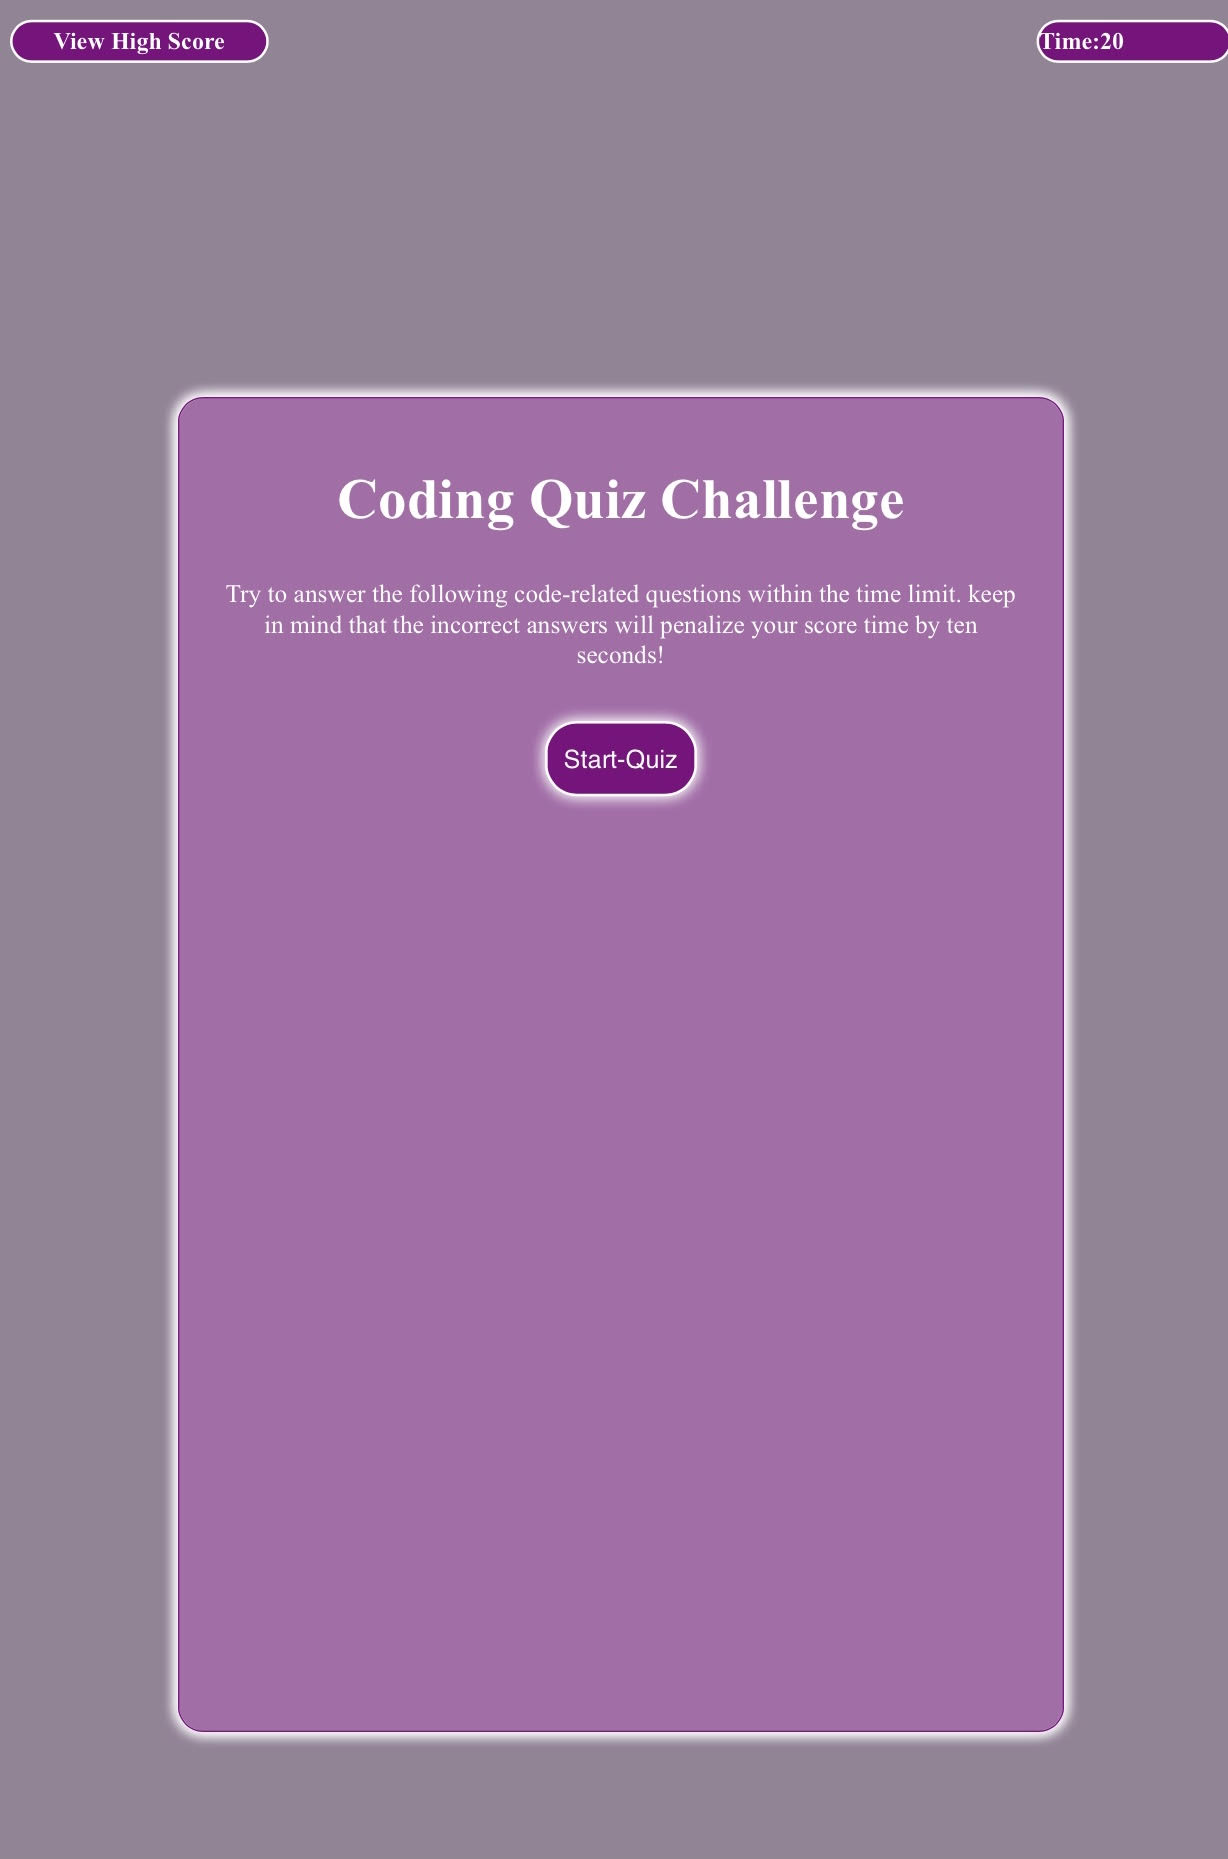 View High Score
Time:20
Coding Quiz Challenge
Try to answer the following code-related questions within the time limit. keep
in mind that the incorrect answers will penalize your score time by ten
seconds!
Start-Quiz